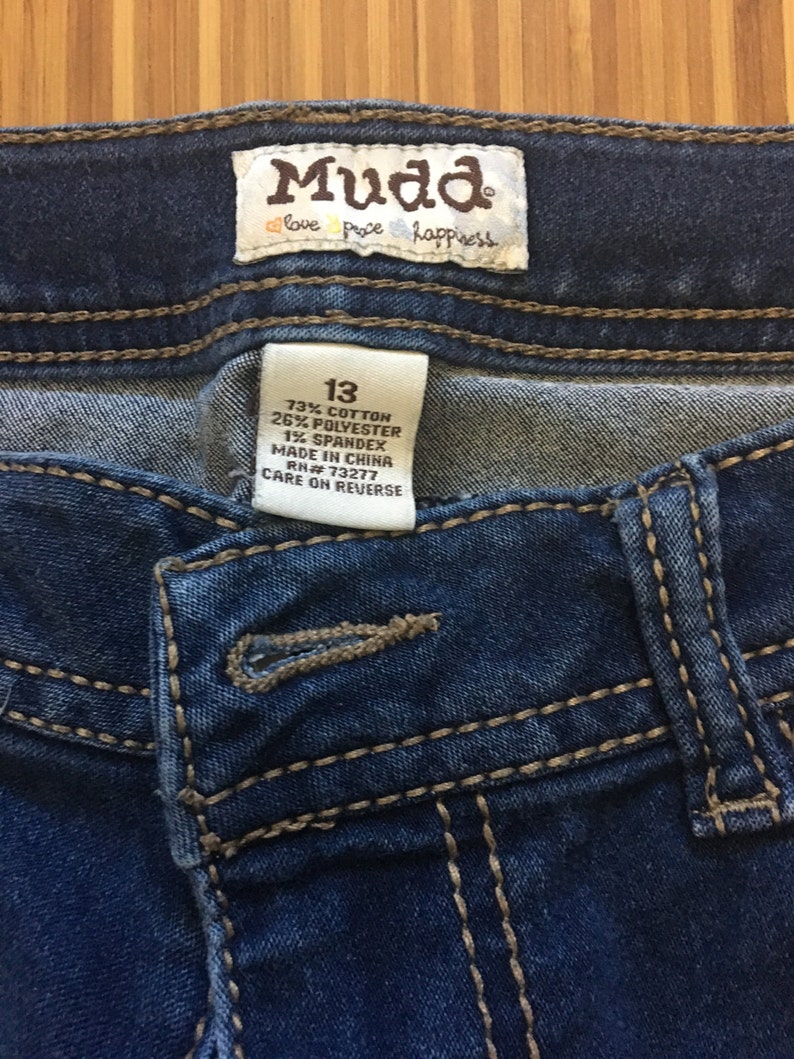 Mudd®
love peace happiness
13
73% COTTON
26% POLYESTER
1% SPANDEX
MADE IN CHINA
RN# 73277
CARE ON REVERSE